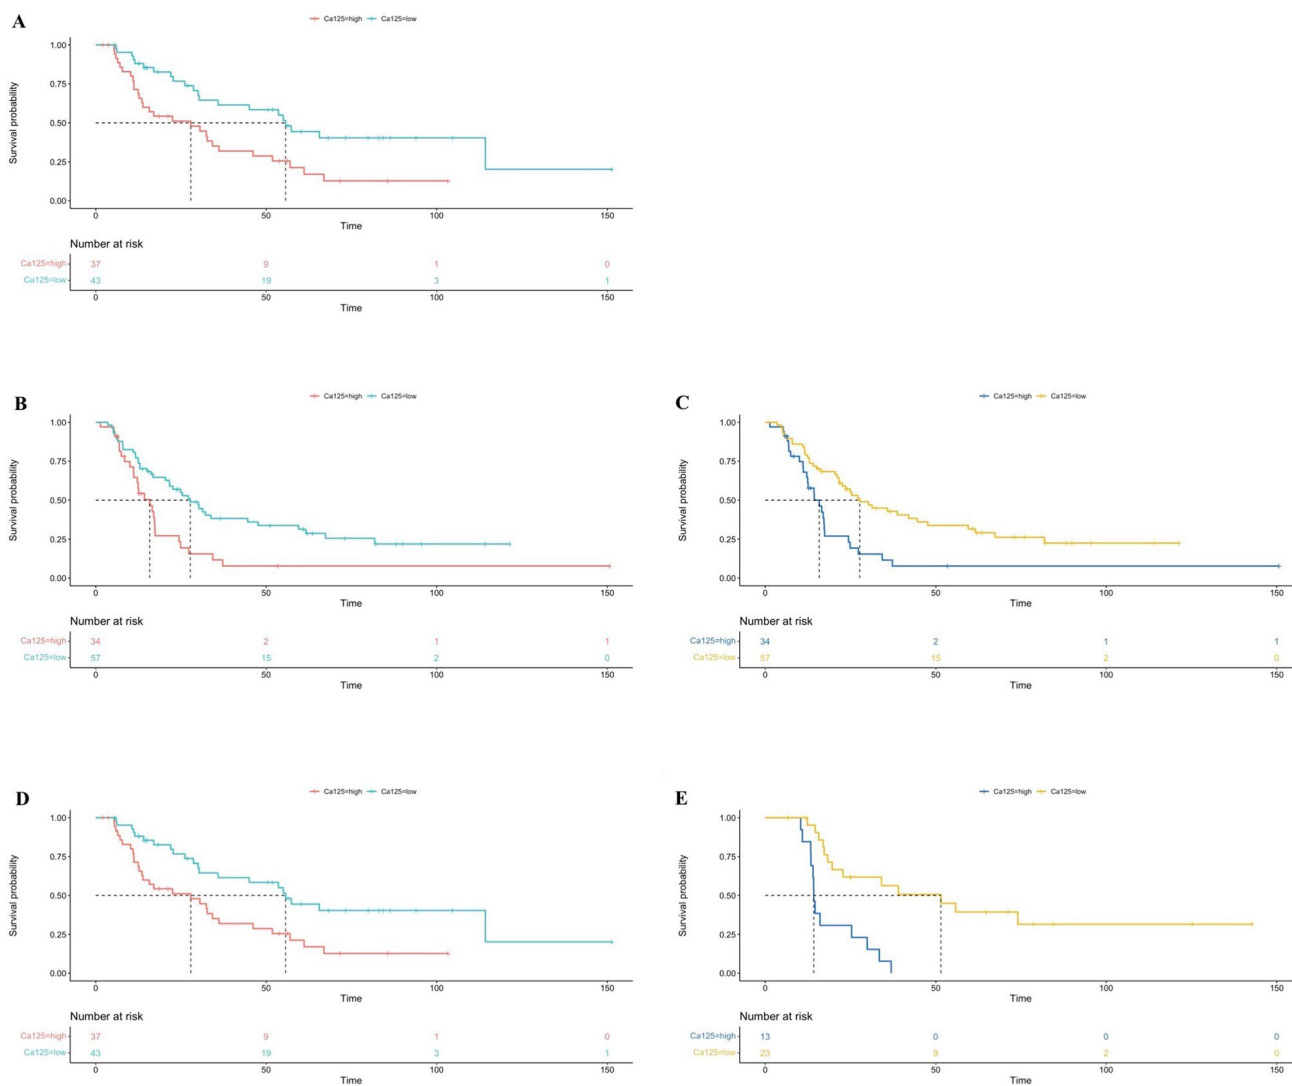 A
Ca125=high Ca125=low
1.00
0.75
0.50
0.25
0.00
Survival probability
0 50 100 150
Time
Number at risk
Ca125=high 37 9 1 0
Ca125=low 43 19 3 1
0 50 100 150
Time
B
Ca125=high Ca125=low
1.00
0.75
0.50
0.25
0.00
Survival probability
0 50 100 150
Time
Number at risk
Ca125=high 34 2 1 1
Ca125=low 57 15 2 0
0 50 100 150
Time
C
Ca125=high Ca125=low
1.00
0.75
0.50
0.25
0.00
Survival probability
0 50 100 150
Time
Number at risk
Ca125=high 34 2 1 1
Ca125=low 57 15 2 0
0 50 100 150
Time
D
Ca125=high Ca125=low
1.00
0.75
0.50
0.25
0.00
Survival probability
0 50 100 150
Time
Number at risk
Ca125=high 37 9 1 0
Ca125=low 43 19 3 1
0 50 100 150
Time
E
Ca125=high Ca125=low
1.00
0.75
0.50
0.25
0.00
Survival probability
0 50 100 150
Time
Number at risk
Ca125=high 13 0 0 0
Ca125=low 23 9 2 0
0 50 100 150
Time